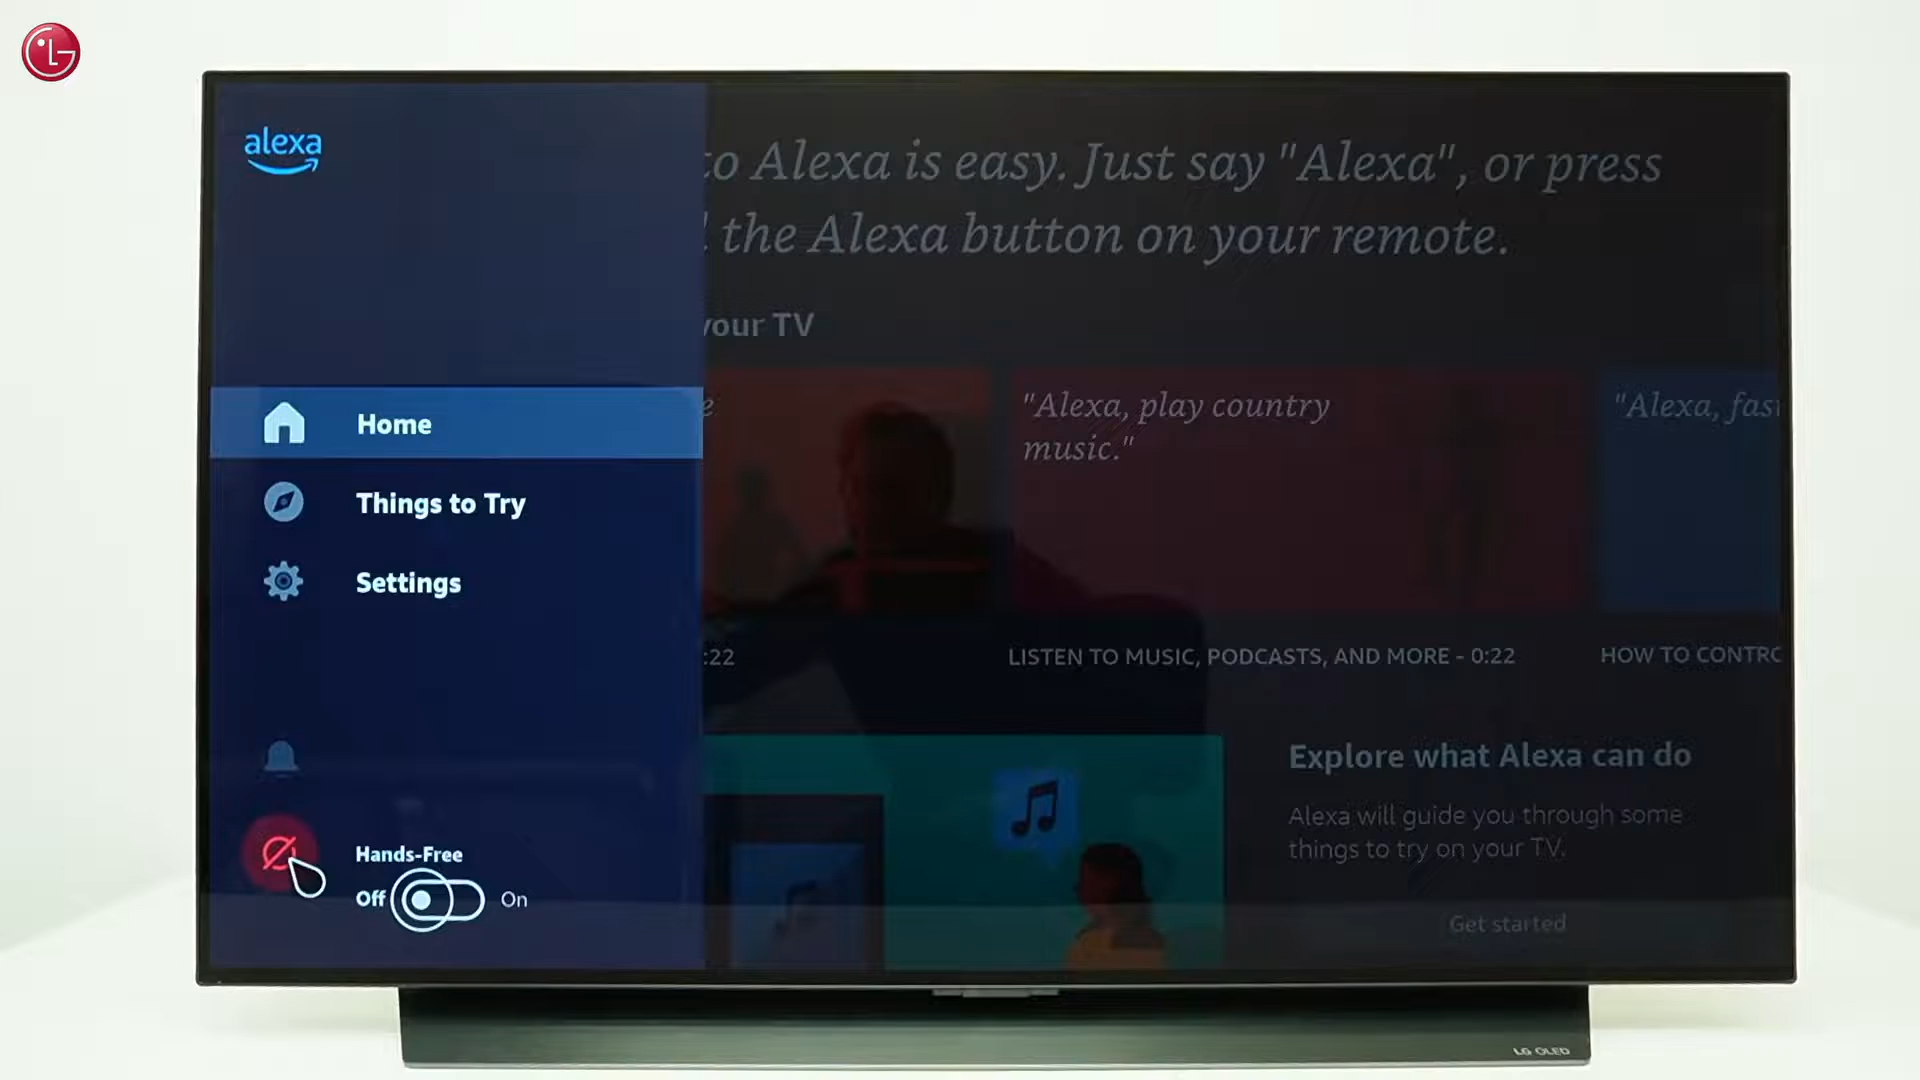 LG
alexa
to Alexa is easy. Just say "Alexa", or press
the Alexa button on your remote.
your TV
Home
Things to Try
Settings
"Alexa, play country
music."
"Alexa,
:22
LISTEN TO MUSIC, PODCASTS, AND MORE - 0:22
HOW TO
Explore what Alexa can do
Alexa will guide you through some
things to try on your TV.
Get started
Hands-Free
Off On
LG OLED